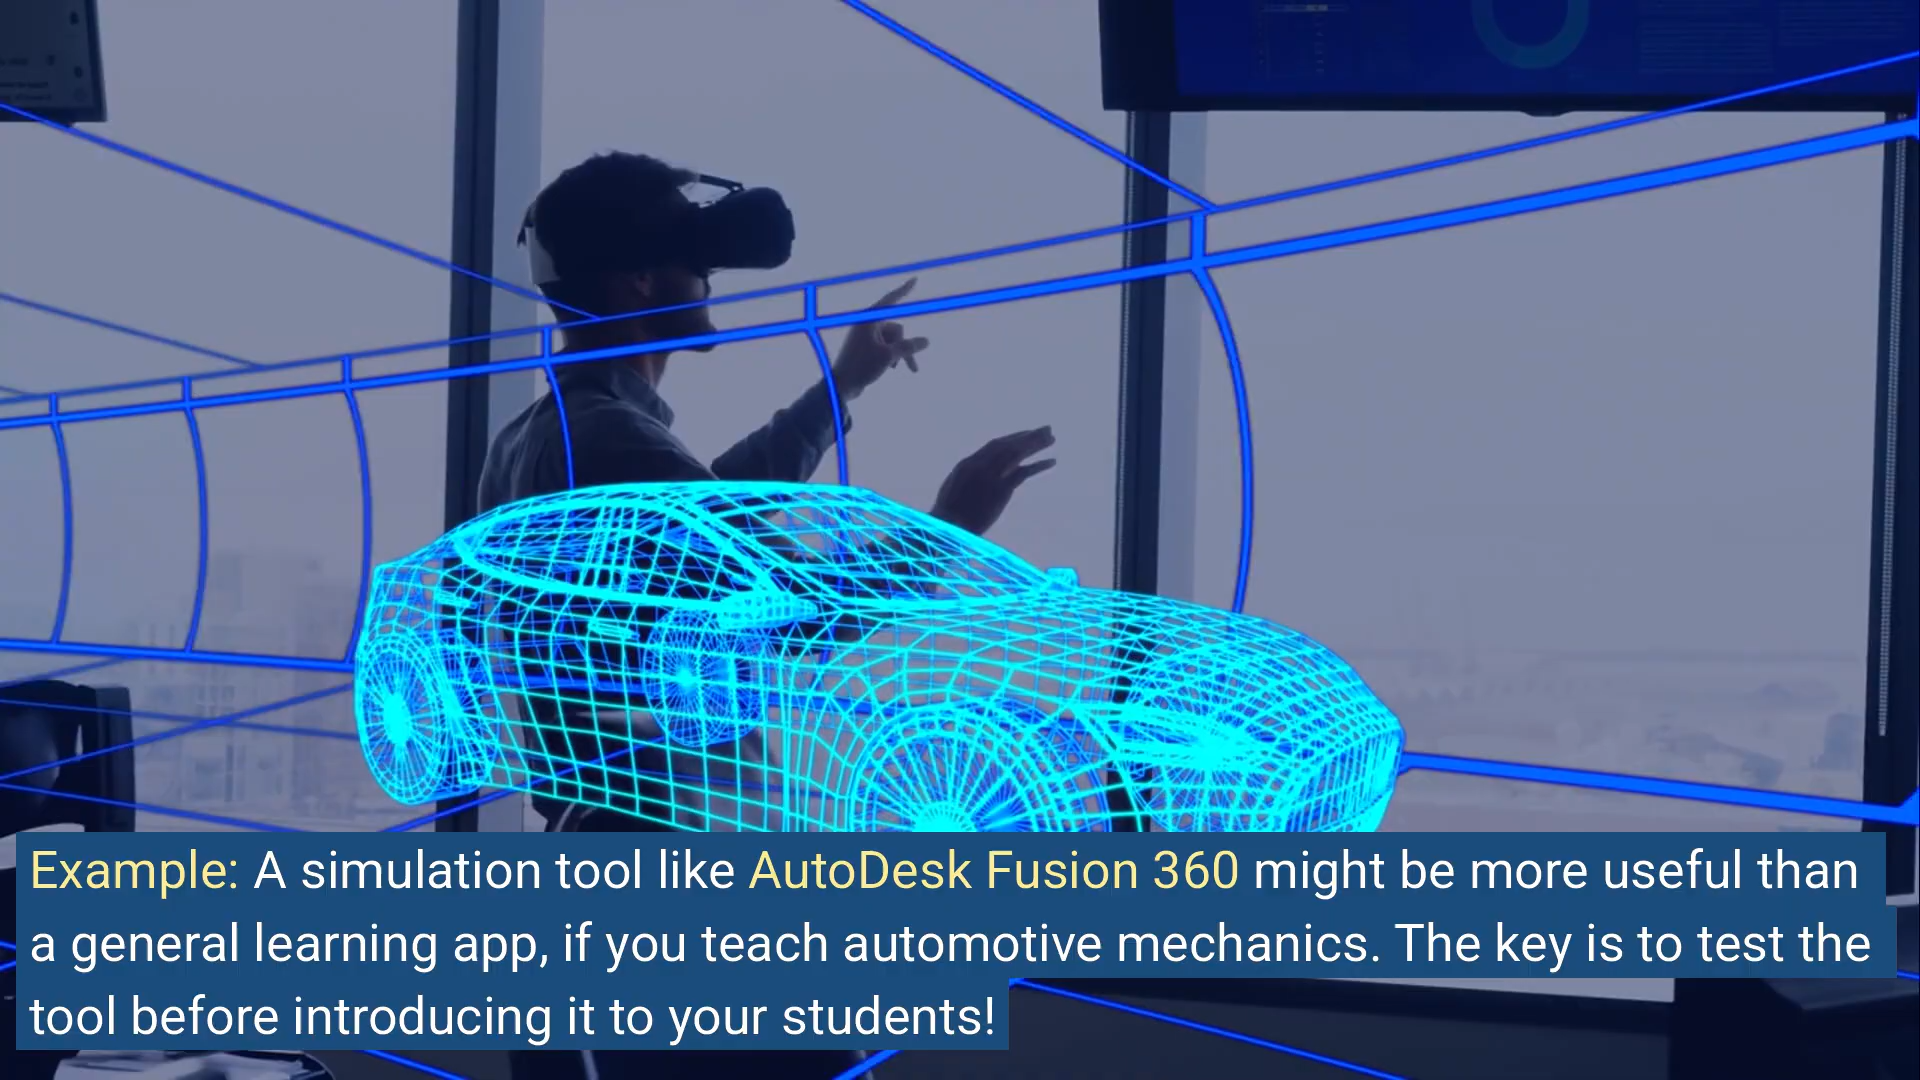 Example: A simulation tool like AutoDesk Fusion 360 might be more useful than
a general learning app, if you teach automotive mechanics. The key is to test the
tool before introducing it to your students!